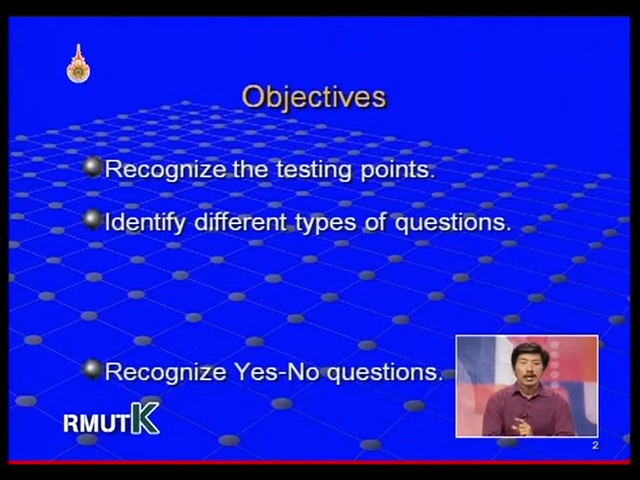 Objectives
Recognize the testing points.
Identify different types of questions.
Recognize Yes-No questions.
RMUTK
2